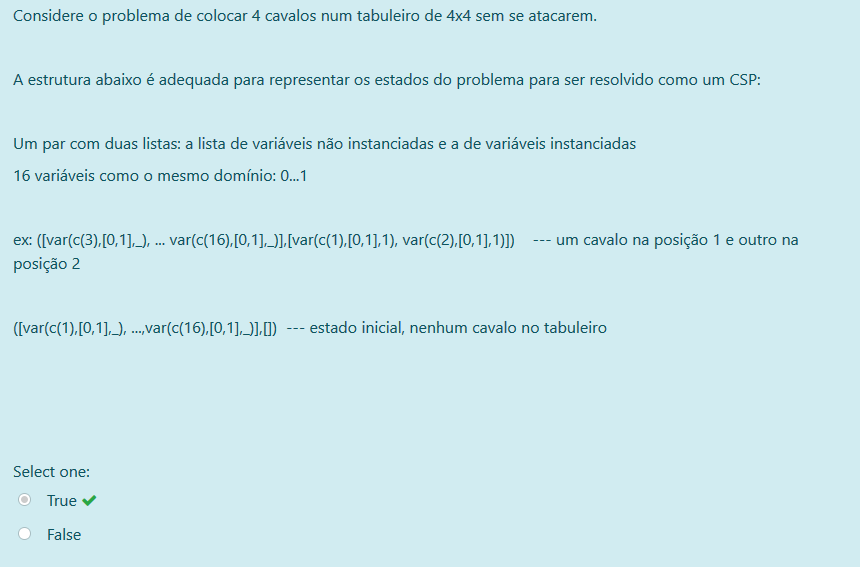 Considere o problema de colocar 4 cavalos num tabuleiro de 4x4 sem se atacarem.
A estrutura abaixo é adequada para representar os estados do problema para ser resolvido como um CSP:
Um par com duas listas: a lista de variáveis não instanciadas e a de variáveis instanciadas
16 variáveis como o mesmo domínio: 0...1
ex: ([var(c(3),[0,1],_), ... var(c(16),[0,1],_)],[var(c(1),[0,1],1), var(c(2),[0,1],1)])    --- um cavalo na posição 1 e outro na
posição 2
([var(c(1),[0,1],_), ...,var(c(16),[0,1],_)],[])  --- estado inicial, nenhum cavalo no tabuleiro
Select one:
True
False